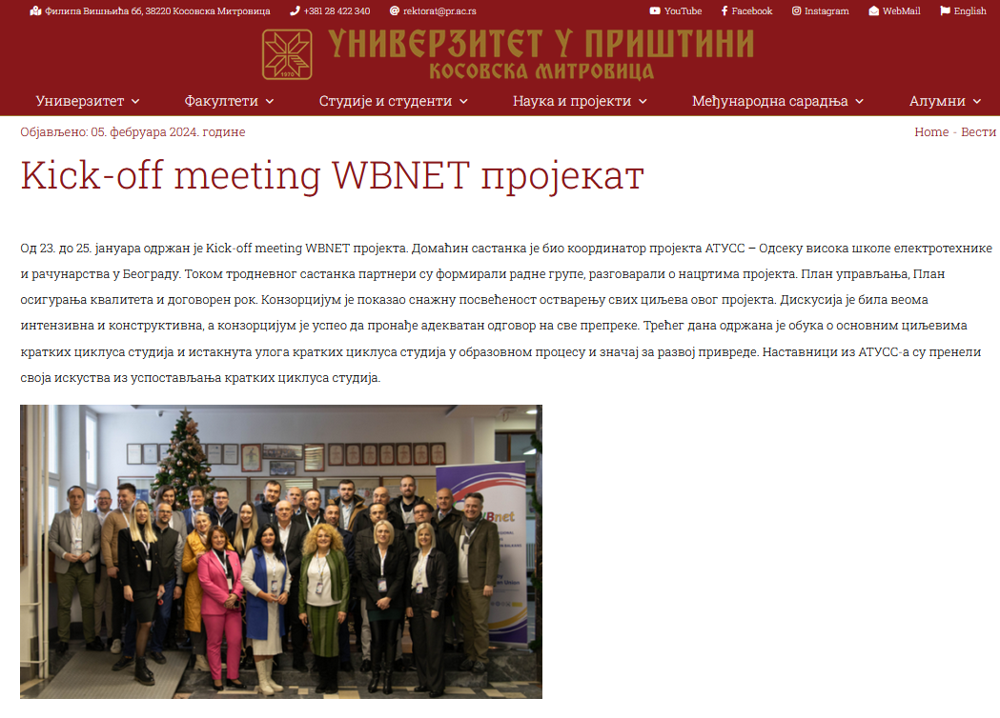 Филипа Вишњића бб, 38220 Косовска Митровица +381 28 422 340 rektorat@pr.ac.rs YouTube Facebook Instagram WebMail English
УНИВЕРЗИТЕТ У ПРИШТИНИ
КОСОВСКА МИТРОВИЦА
1970
Универзитет Факултети Студије и студенти Наука и пројекти Међународна сарадња Алумни
Објављено: 05. фебруара 2024. године Home - Вести
Kick-off meeting WBNET пројекат
Од 23. до 25. јануара одржан је Kick-off meeting WBNET пројекта. Домаћин састанка је био координатор пројекта АТУСС – Одсеку висока школе електротехнике
и рачунарства у Београду. Током тродневног састанка партнери су формирали радне групе, разговарали о нацртима пројекта. План управљања, План
осигурања квалитета и договорен рок. Конзорцијум је показао снажну посвећеност остварењу свих циљева овог пројекта. Дискусија је била веома
интензивна и конструктивна, а конзорцијум је успео да пронађе адекватан одговор на све препреке. Трећег дана одржана је обука о основним циљевима
кратких циклуса студија и истакнута улога кратких циклуса студија у образовном процесу и значај за развој привреде. Наставници из АТУСС-а су пренели
своја искуства из успостављања кратких циклуса студија.
Bnet